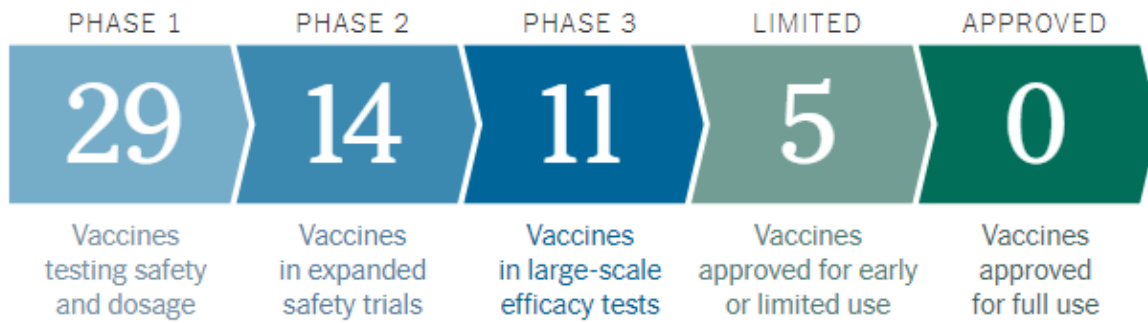 PHASE 1 PHASE 2 PHASE 3 LIMITED APPROVED
29 14 11 5 0
Vaccines Vaccines Vaccines Vaccines Vaccines
testing safety in expanded in large-scale approved for early approved
and dosage safety trials efficacy tests or limited use for full use